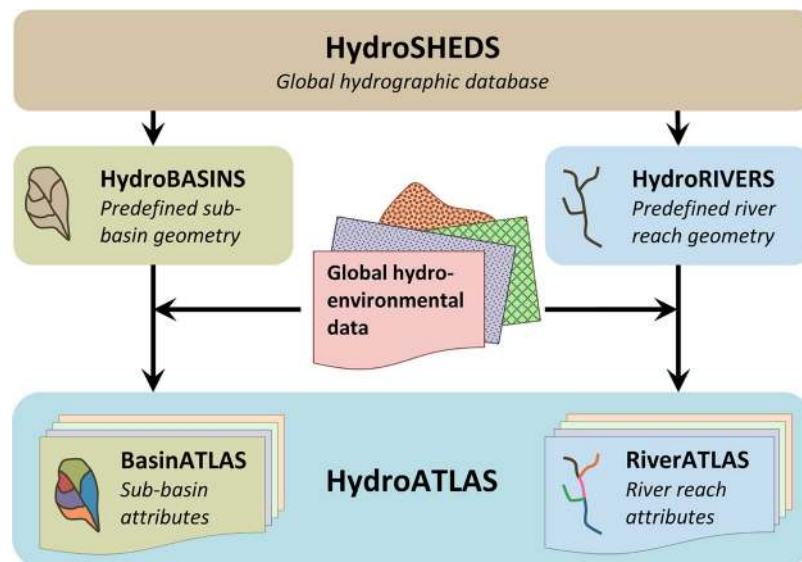 HydroSHEDS
Global hydrographic database
HydroBASINS
Predefined sub-
basin geometry
HydroRIVERS
Predefined river
reach geometry
Global hydro-
environmental
data
BasinATLAS
Sub-basin
attributes
HydroATLAS
RiverATLAS
River reach
attributes